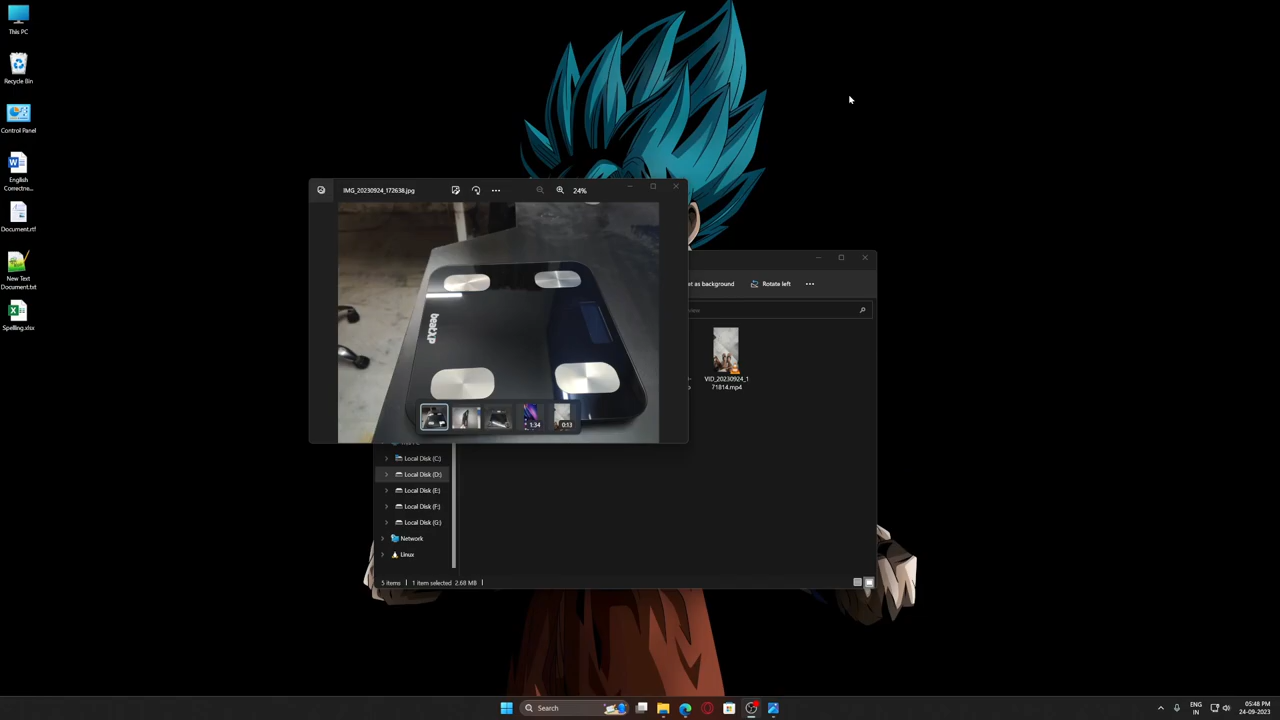 This PC
Recycle Bin
Control Panel
English
Correctne...
Document.rtf
New Text
Document.txt
Spelling.xlsx
IMG_20230924_172638.jpg
24%
beatXP
1:34
0:13
et as background
Rotate left
VID_20230924_1
71814.mp4
Local Disk (C:)
Local Disk (D:)
Local Disk (E:)
Local Disk (F:)
Local Disk (G:)
Network
Linux
5 items
1 item selected 2.68 MB
Search
ENG
IN
05:48 PM
24-09-2023